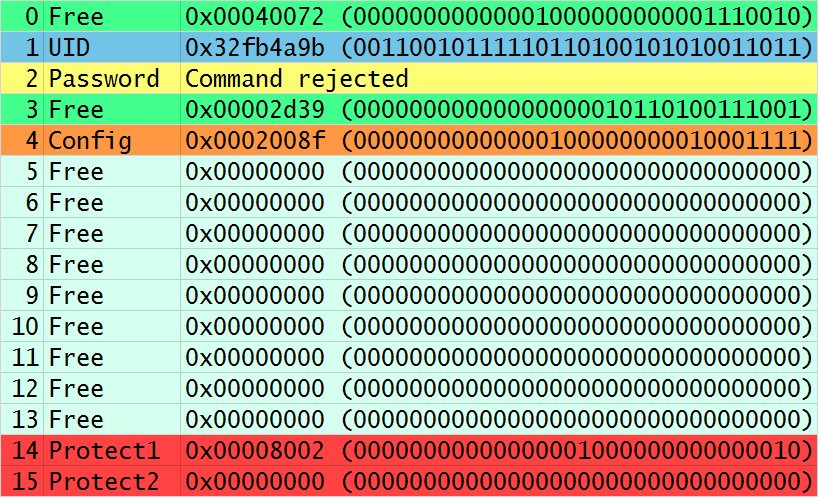 0 Free 0x00040072 (00000000000001000000000001110010)
1 UID 0x32fb4a9b (00110010111110110100101010011011)
2 Password Command rejected
3 Free 0x00002d39 (00000000000000000010110100111001)
4 Config 0x0002008f (00000000000000100000000010001111)
5 Free 0x00000000 (00000000000000000000000000000000)
6 Free 0x00000000 (00000000000000000000000000000000)
7 Free 0x00000000 (00000000000000000000000000000000)
8 Free 0x00000000 (00000000000000000000000000000000)
9 Free 0x00000000 (00000000000000000000000000000000)
10 Free 0x00000000 (00000000000000000000000000000000)
11 Free 0x00000000 (00000000000000000000000000000000)
12 Free 0x00000000 (00000000000000000000000000000000)
13 Free 0x00000000 (00000000000000000000000000000000)
14 Protect1 0x00008002 (00000000000000001000000000000010)
15 Protect2 0x00000000 (00000000000000000000000000000000)